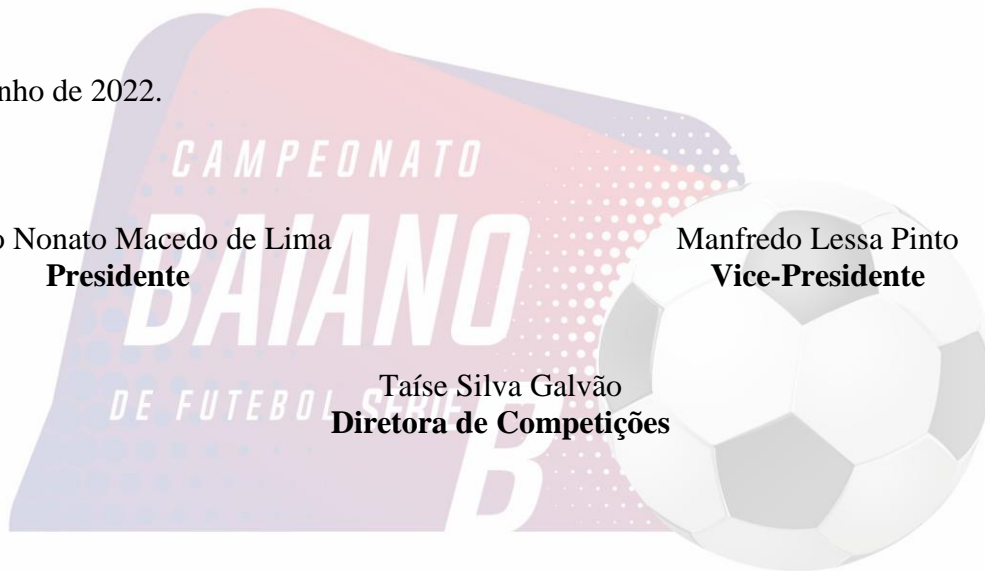 nho de 2022.
CAMPEONATO
BAIANO
DE FUTEBOL SÉRIE
B
o Nonato Macedo de Lima
Presidente
Manfredo Lessa Pinto
Vice-Presidente
Taíse Silva Galvão
Diretora de Competições